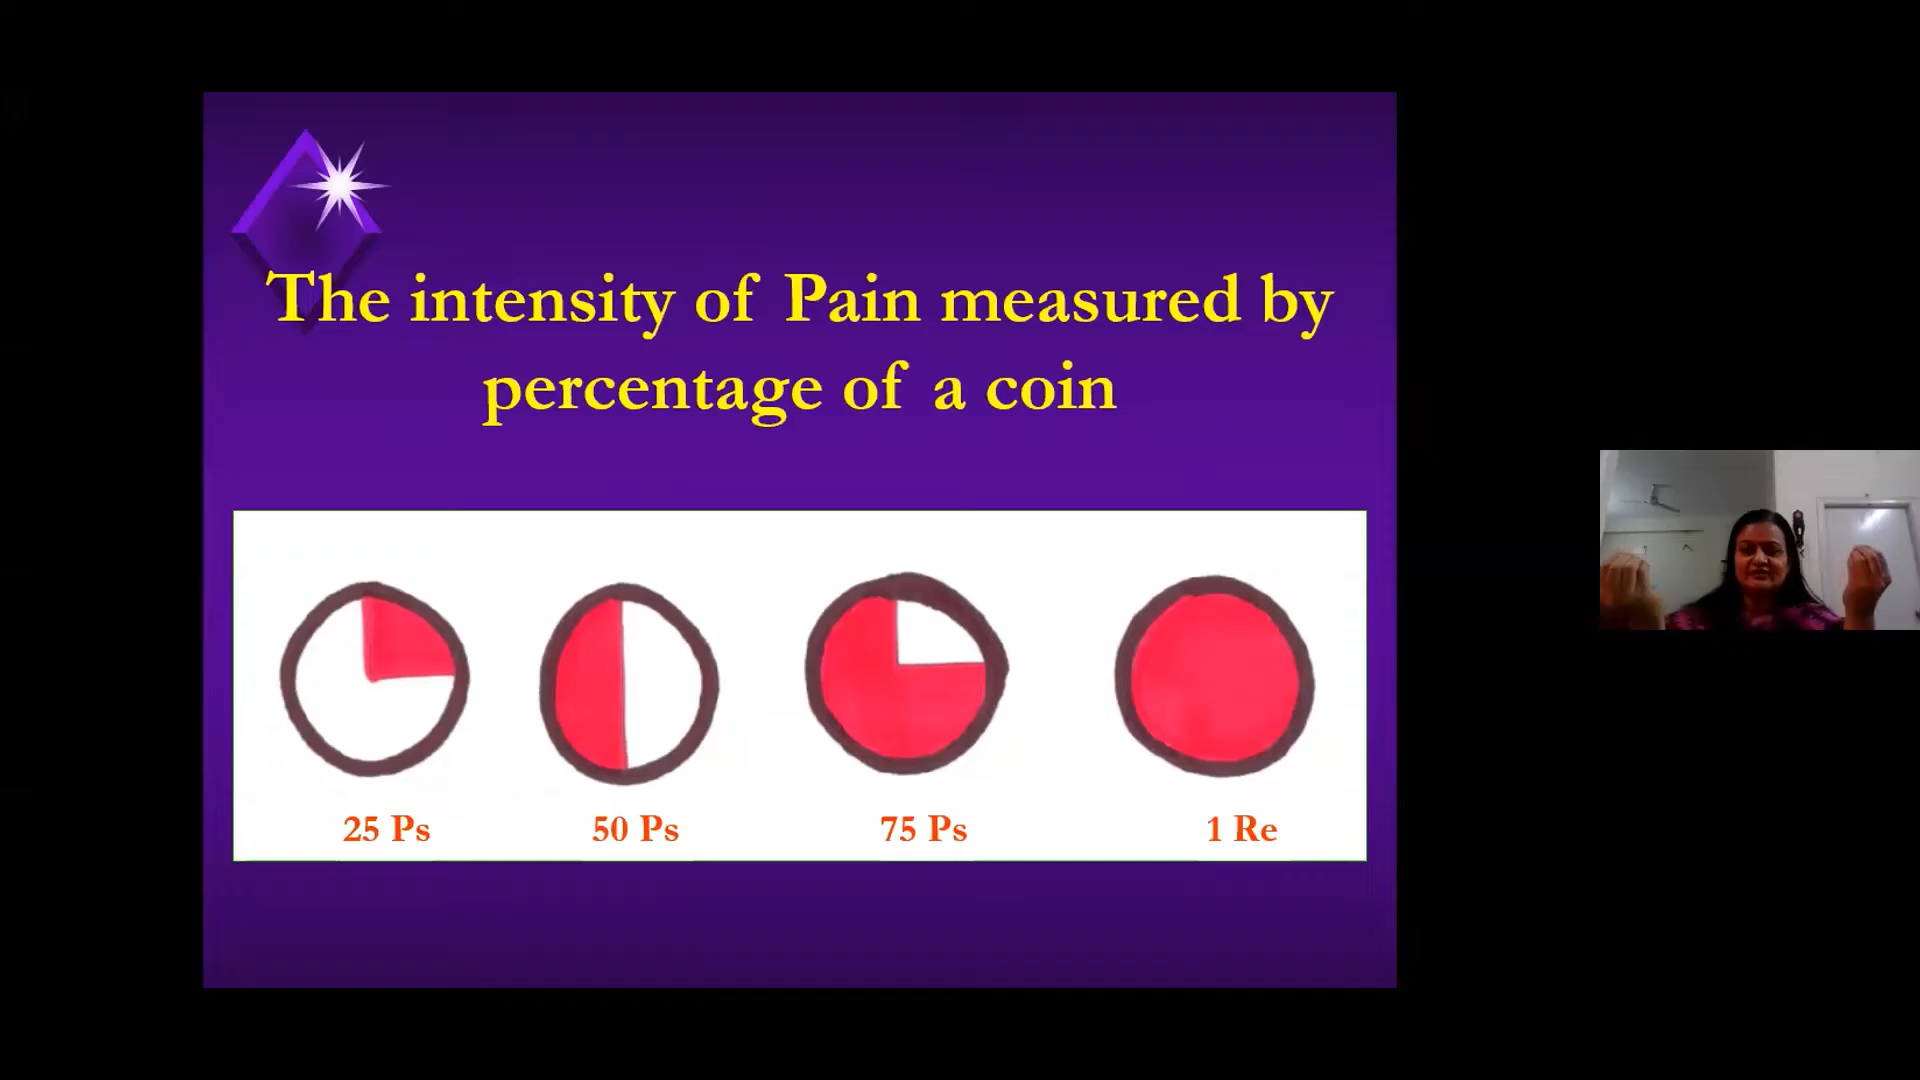 The intensity of Pain measured by
percentage of a coin
25 Ps
50 Ps
75 Ps
1 Re